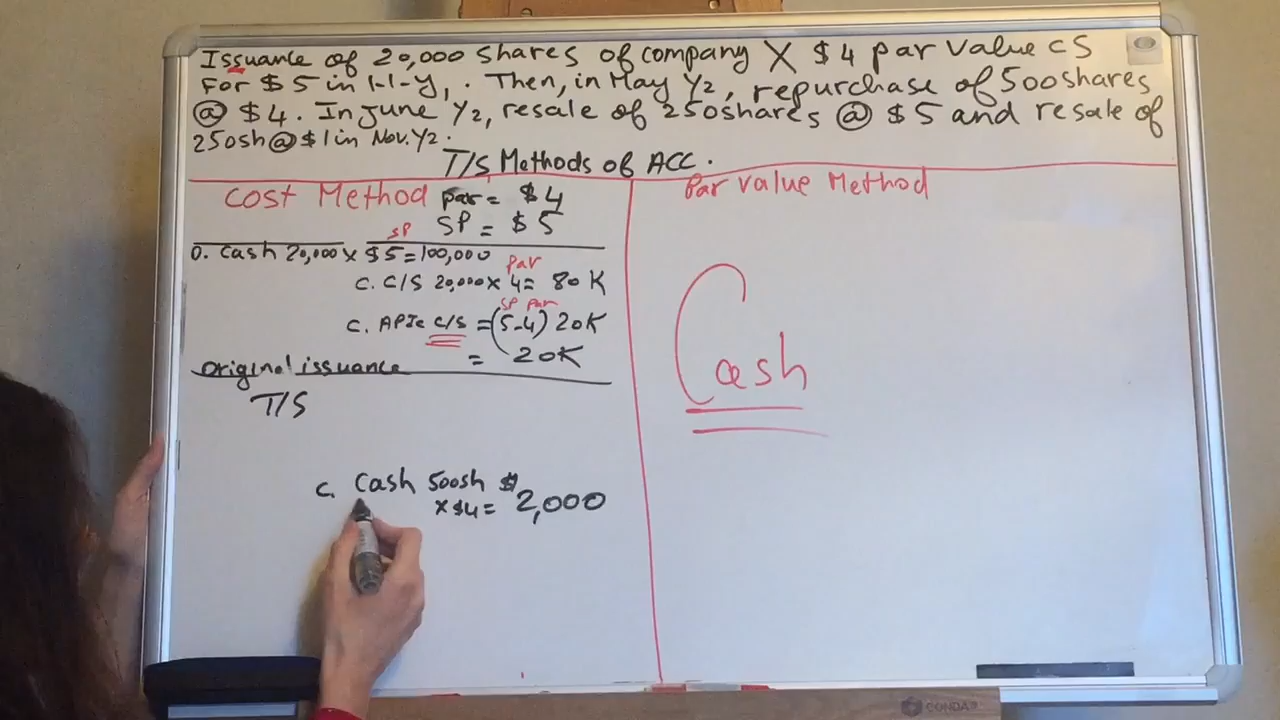 Issuance of 20,000 shares of company X $4 par value CS
For $5 in 1-1-Y1. Then, in May Y2, repurchase of 500shares
@ $4. In June Y2, resale of 250shares @ $5 and resale of
250sh@$1 in Nov. Y2.
T/S Methods of ACC.
Cost Method par = $4
SP = $5
SP
D. Cash 20,000 x $5 = 100,000
Par
C. C/S 20,000 x 4 = 80K
SP Par
C. APIC C/S = (5-4) 20K
= 20K
original issuance
T/S
C. Cash 500sh $
x $4 = 2,000
Par Value Method
Cash
CONDA